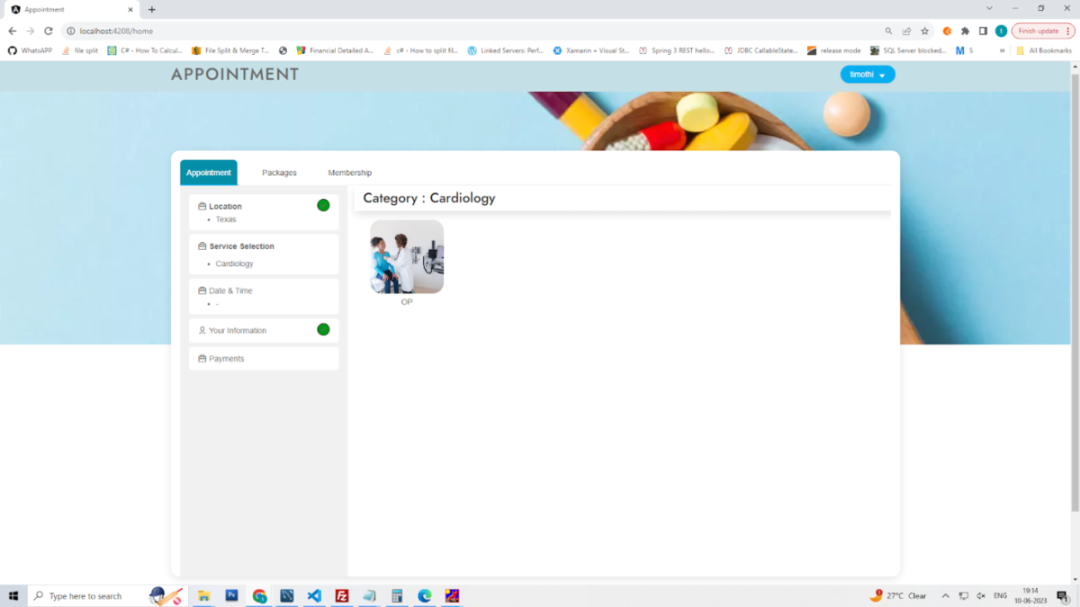 Appointment
localhost:4208/home
Finish update
WhatsAPP
file split
C# - How To Calcul...
File Split & Merge T...
Financial Detailed A...
c# - How to split fil...
Linked Servers: Perf...
Xamarin + Visual St...
Spring 3 REST hello...
JDBC CallableState...
release mode
SQL Server blocked...
S
»
All Bookmarks
APPOINTMENT
timothi
Appointment
Packages
Membership
Location
• Texas
Service Selection
• Cardiology
Date & Time
• -
Your Information
Payments
Category : Cardiology
OP
Type here to search
27°C Clear
ENG
19:14
10-06-2023